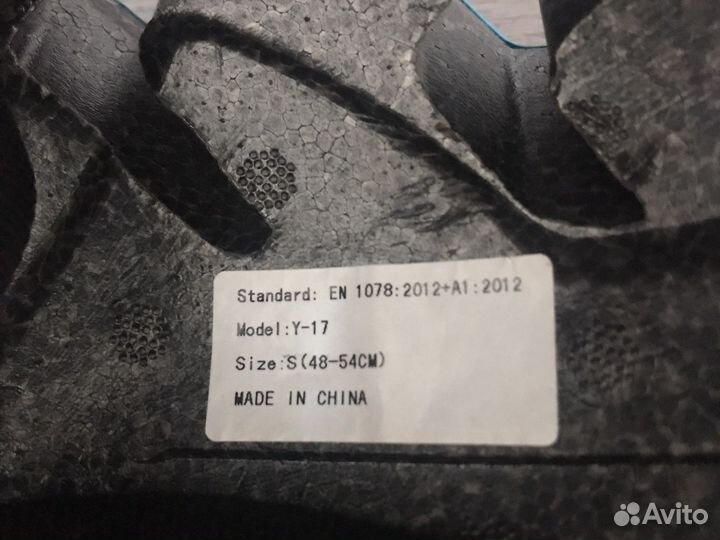 Standard: EN 1078:2012+A1:2012
Model:Y-17
Size:S(48-54CM)
MADE IN CHINA
Avito